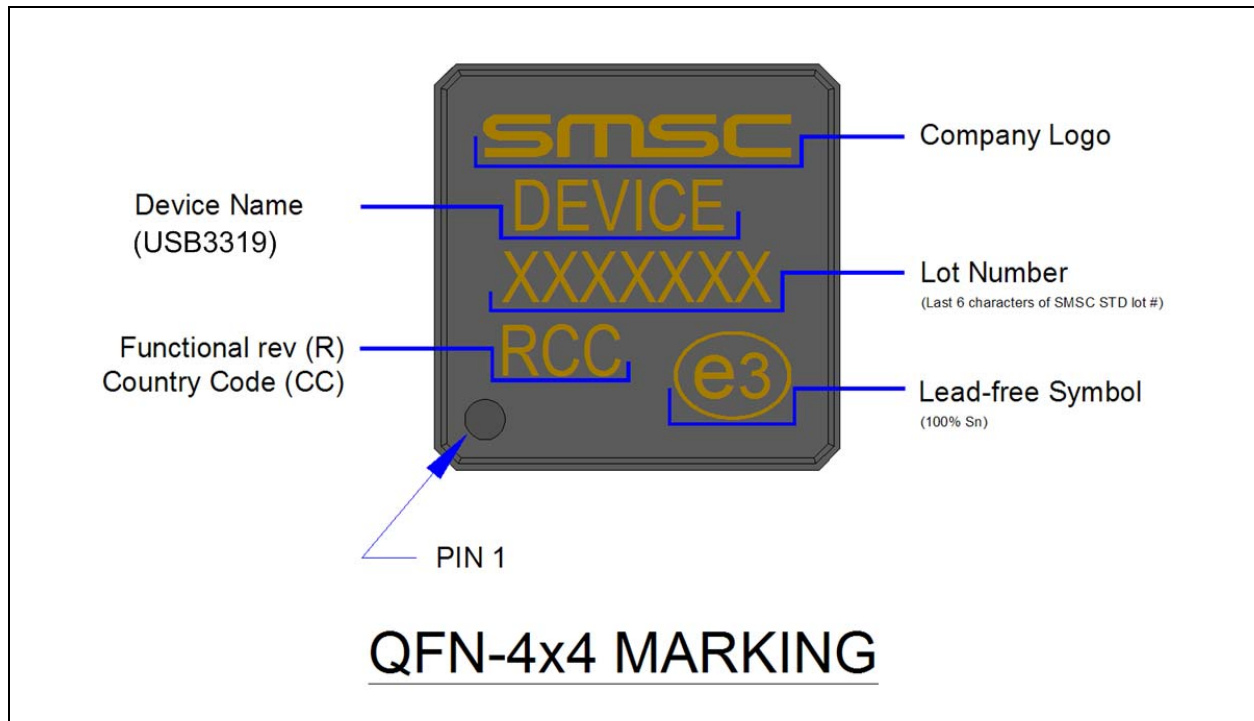 SMSC
Company Logo
Device Name
(USB3319)
DEVICE
XXXXXXX
Lot Number
(Last 6 characters of SMSC STD lot #)
Functional rev (R)
Country Code (CC)
RCC
e3
Lead-free Symbol
(100% Sn)
PIN 1
QFN-4x4 MARKING